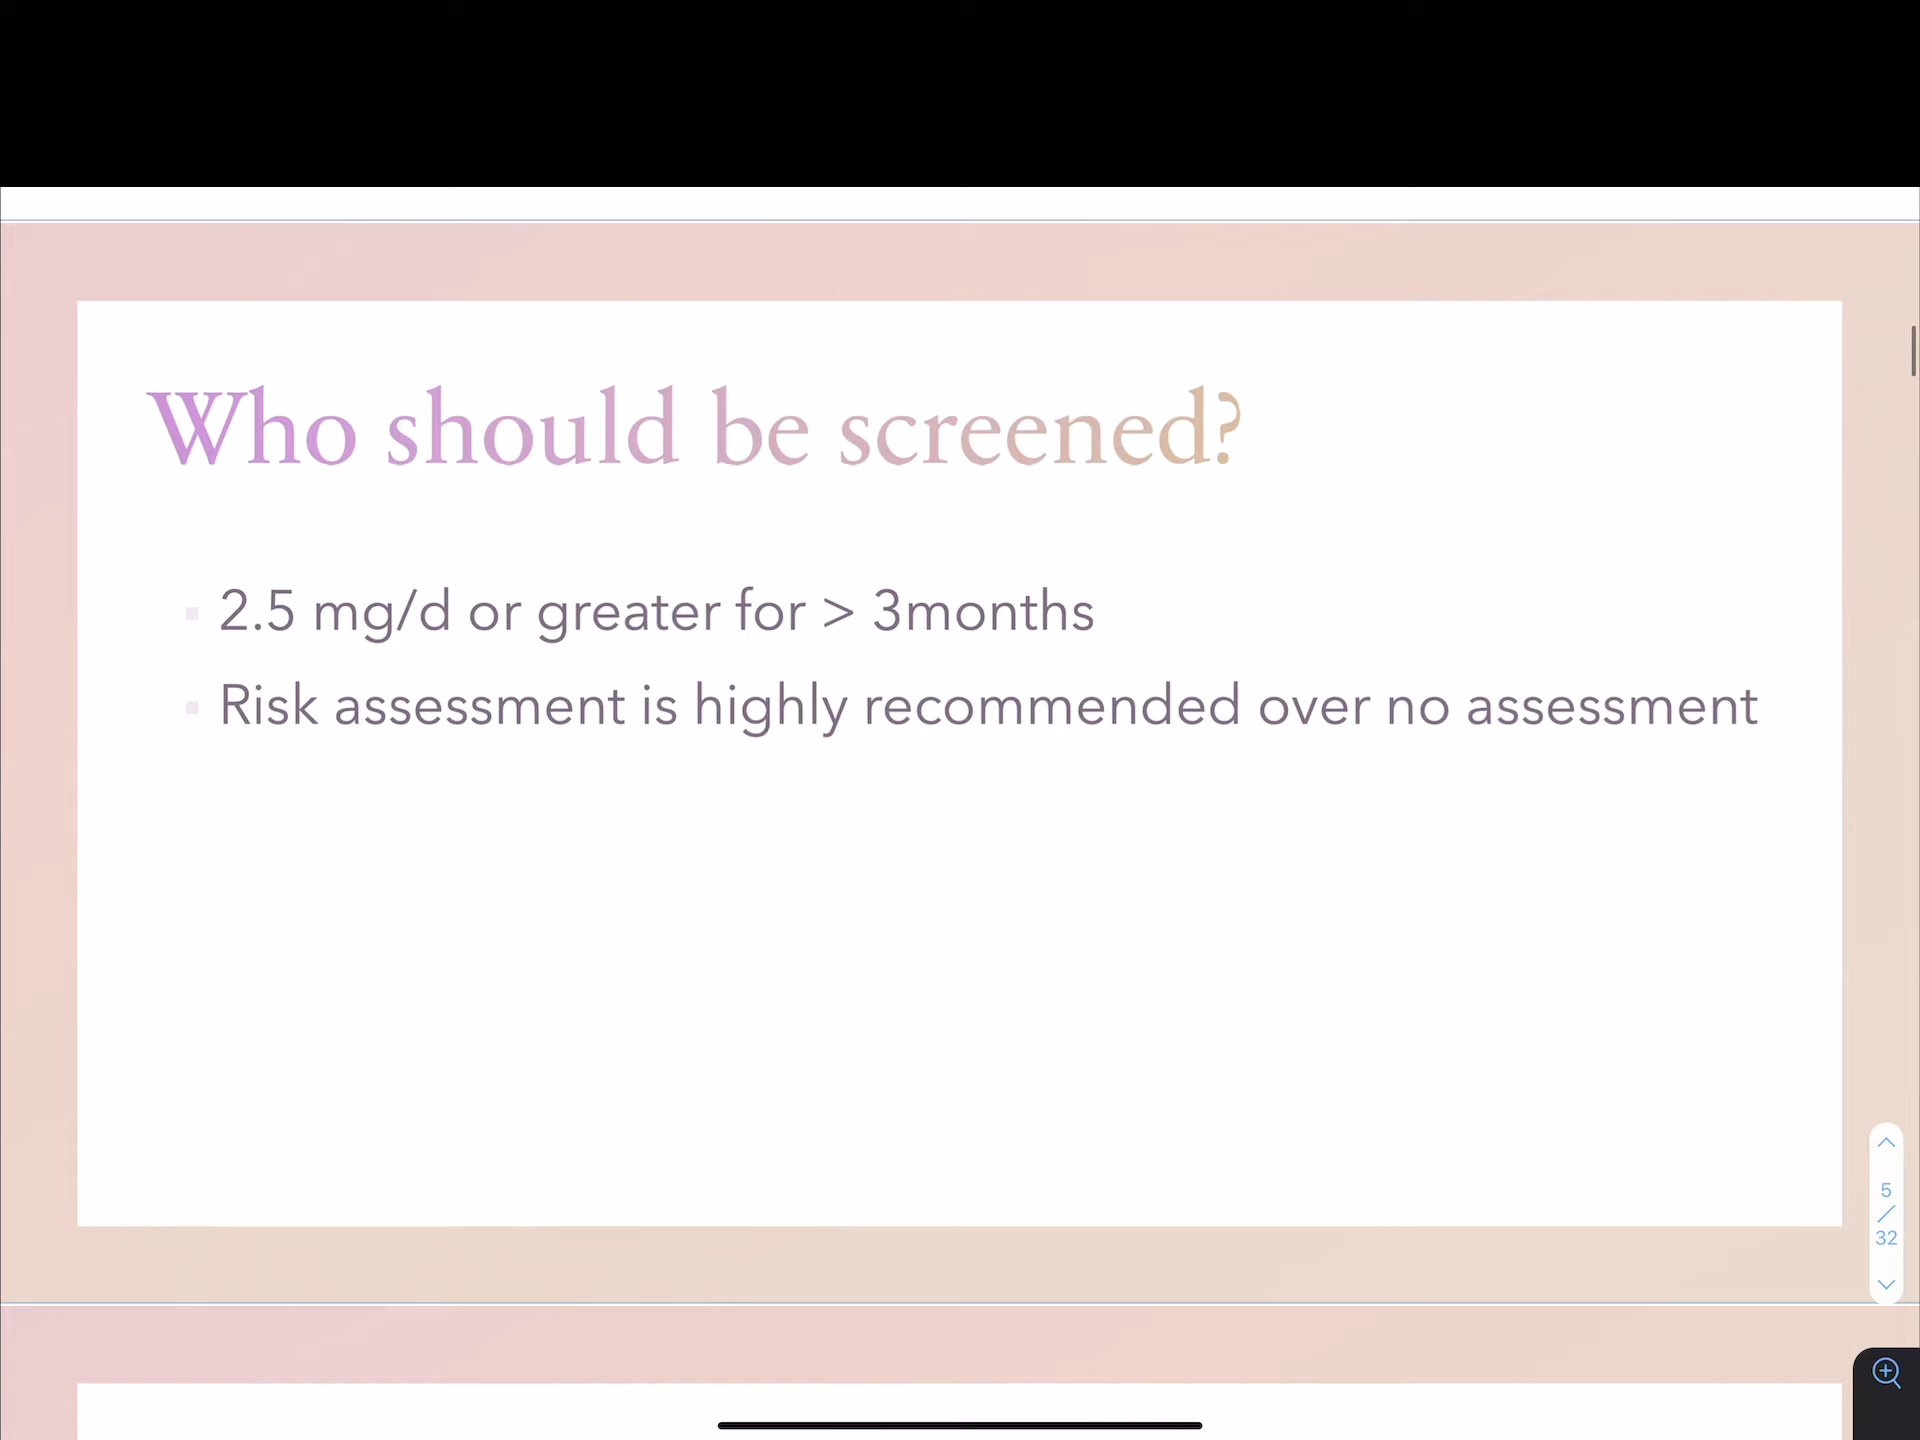 Who should be screened?
2.5 mg/d or greater for > 3months
Risk assessment is highly recommended over no assessment
5
/
32